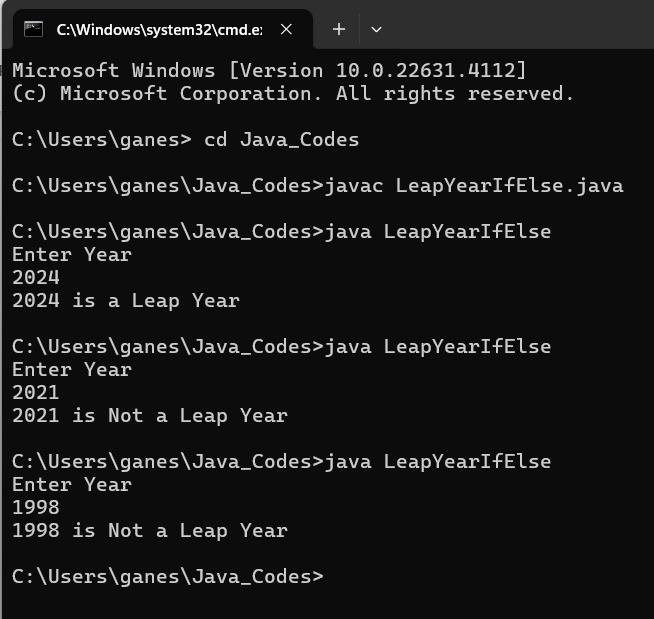 C:\Windows\system32\cmd.e
Microsoft Windows [Version 10.0.22631.4112]
(c) Microsoft Corporation. All rights reserved.
C:\Users\ganes> cd Java_Codes
C:\Users\ganes\Java_Codes>javac LeapYearIfElse.java
C:\Users\ganes\Java_Codes>java LeapYearIfElse
Enter Year
2024
2024 is a Leap Year
C:\Users\ganes\Java_Codes>java LeapYearIfElse
Enter Year
2021
2021 is Not a Leap Year
C:\Users\ganes\Java_Codes>java LeapYearIfElse
Enter Year
1998
1998 is Not a Leap Year
C:\Users\ganes\Java_Codes>